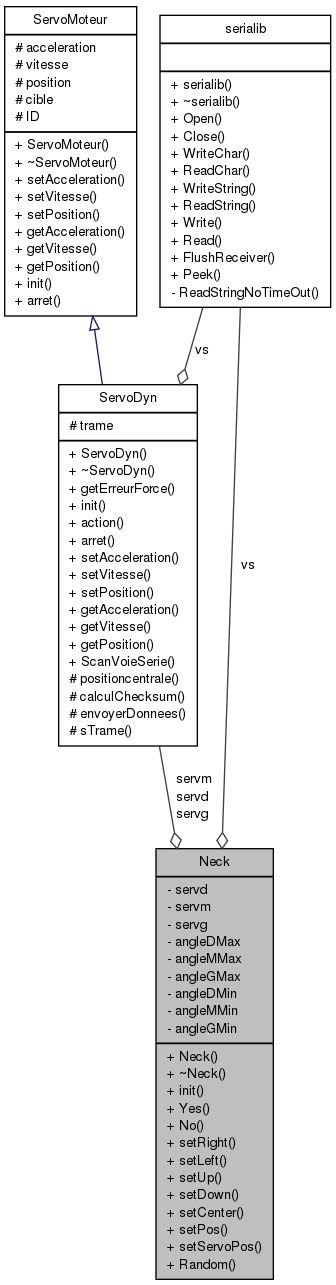 ServoMoteur
# acceleration
# vitesse
# position
# cible
# ID
+ ServoMoteur()
+ ~ServoMoteur()
+ setAcceleration()
+ setVitesse()
+ setPosition()
+ getAcceleration()
+ getVitesse()
+ getPosition()
+ init()
+ arret()
serialib
+ serialib()
+ ~serialib()
+ Open()
+ Close()
+ WriteChar()
+ ReadChar()
+ WriteString()
+ ReadString()
+ Write()
+ Read()
+ FlushReceiver()
+ Peek()
- ReadStringNoTimeOut()
vs
ServoDyn
# trame
+ ServoDyn()
+ ~ServoDyn()
+ getErreurForce()
+ init()
+ action()
+ arret()
+ setAcceleration()
+ setVitesse()
+ setPosition()
+ getAcceleration()
+ getVitesse()
+ getPosition()
+ ScanVoieSerie()
# positioncentrale()
# calculChecksum()
# envoyerDonnees()
# sTrame()
vs
servm
servd
servg
Neck
- servd
- servm
- servg
- angleDMax
- angleMMax
- angleGMax
- angleDMin
- angleMMin
- angleGMin
+ Neck()
+ ~Neck()
+ init()
+ Yes()
+ No()
+ setRight()
+ setLeft()
+ setUp()
+ setDown()
+ setCenter()
+ setPos()
+ setServoPos()
+ Random()